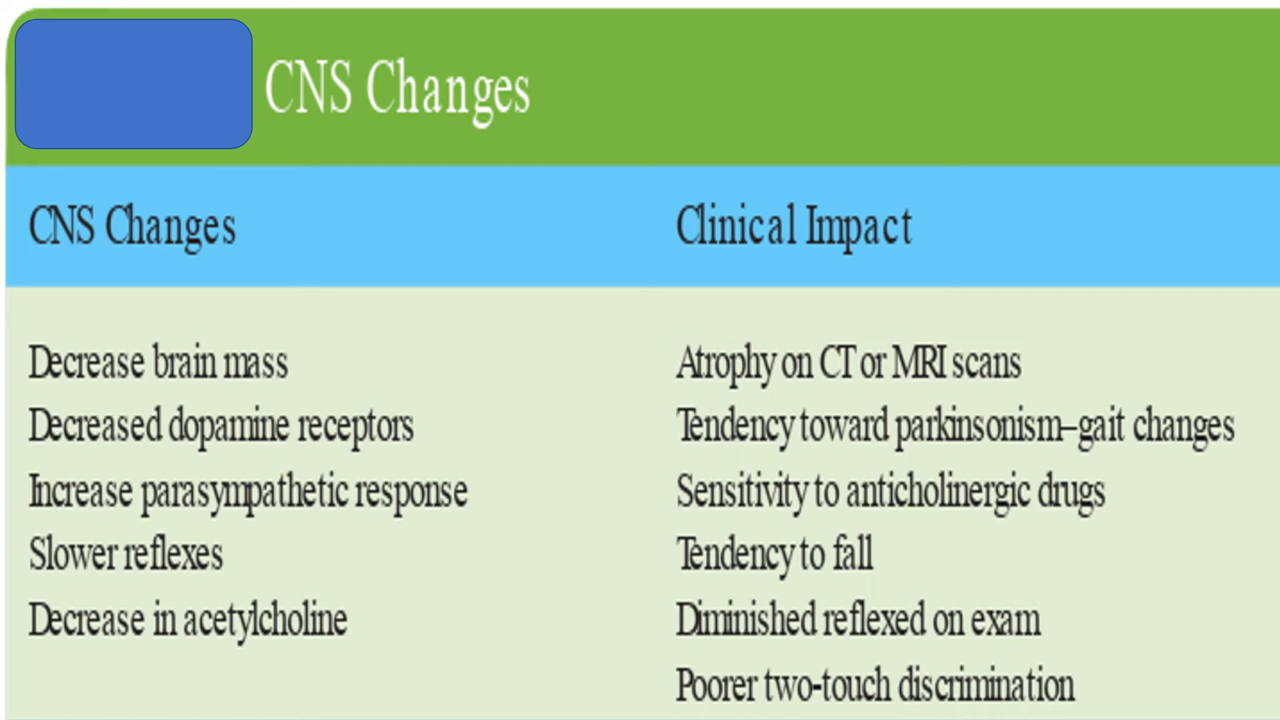 CNS Changes
CNS Changes Clinical Impact
Decrease brain mass Atrophy on CT or MRI scans
Decreased dopamine receptors Tendency toward parkinsonism–gait changes
Increase parasympathetic response Sensitivity to anticholinergic drugs
Slower reflexes Tendency to fall
Decrease in acetylcholine Diminished reflexed on exam
Poorer two-touch discrimination